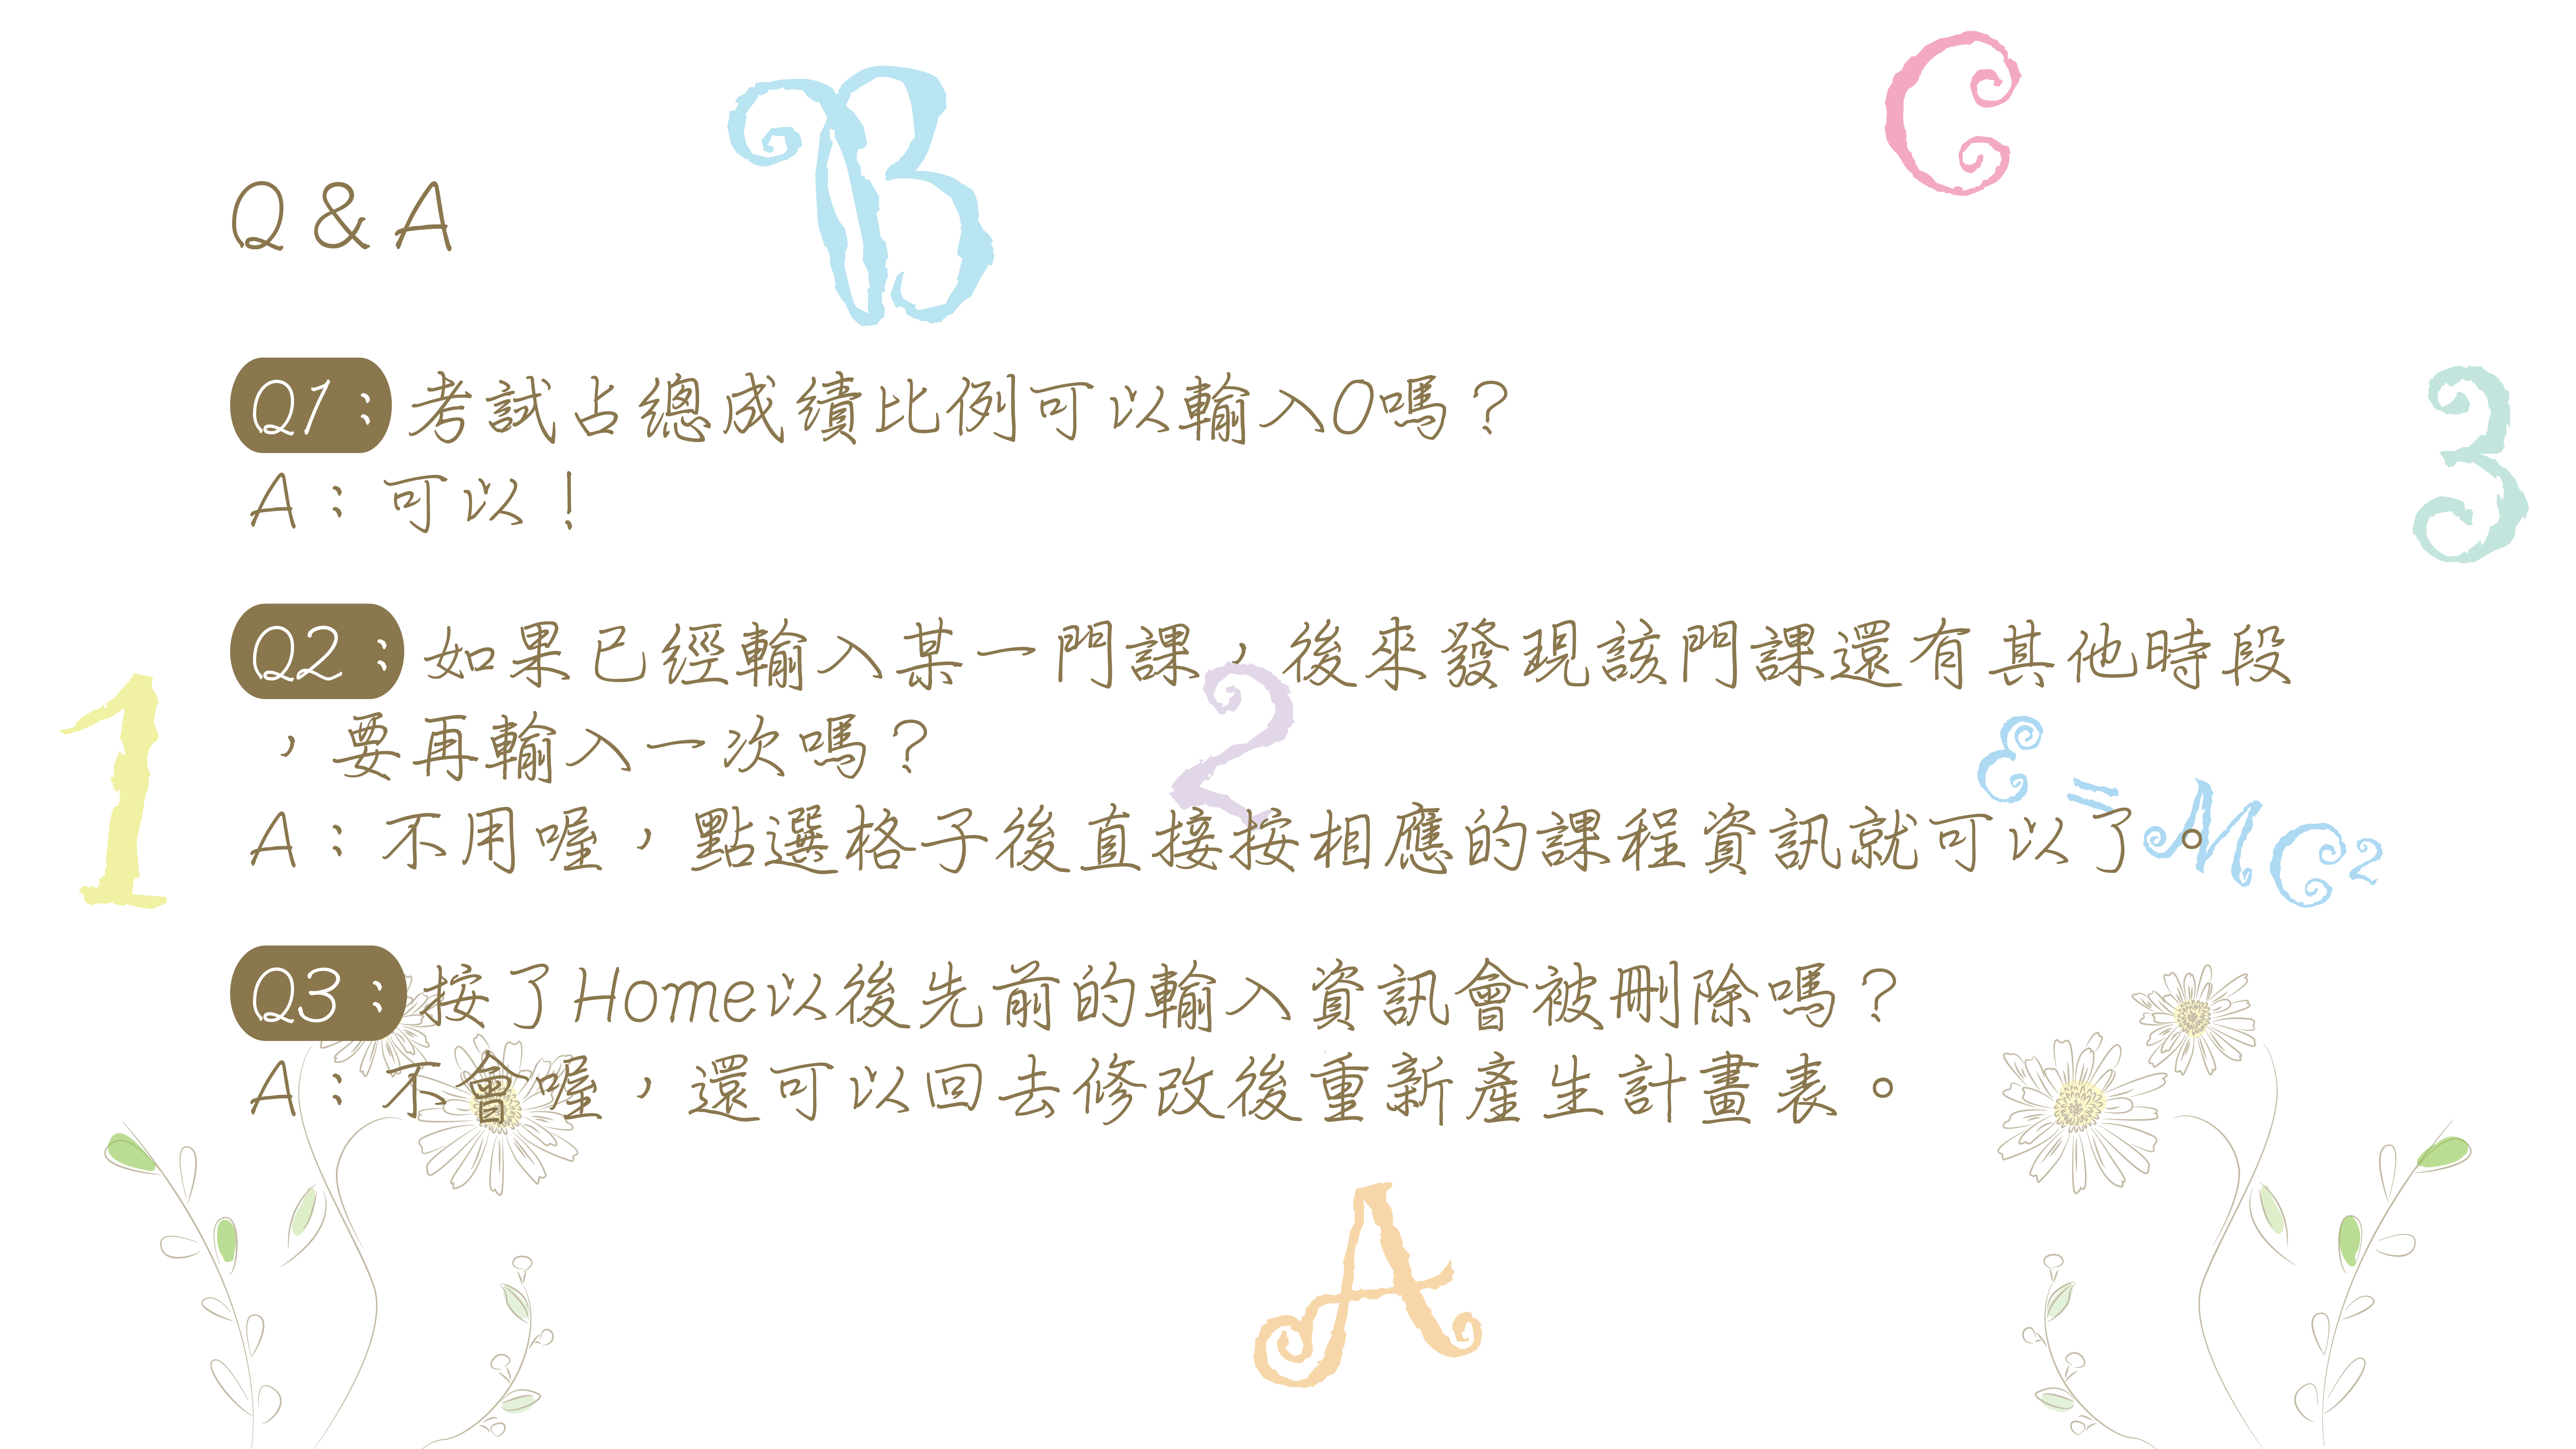 B
C
Q & A
Q1：考試占總成績比例可以輸入0嗎？
A：可以！
3
Q2：如果已經輸入某一門課，後來發現該門課還有其他時段
，要再輸入一次嗎？
1
2
E=MC²
A：不用喔，點選格子後直接按相應的課程資訊就可以了。
Q3：按了Home以後先前的輸入資訊會被刪除嗎？
A：不會喔，還可以回去修改後重新產生計畫表。
A